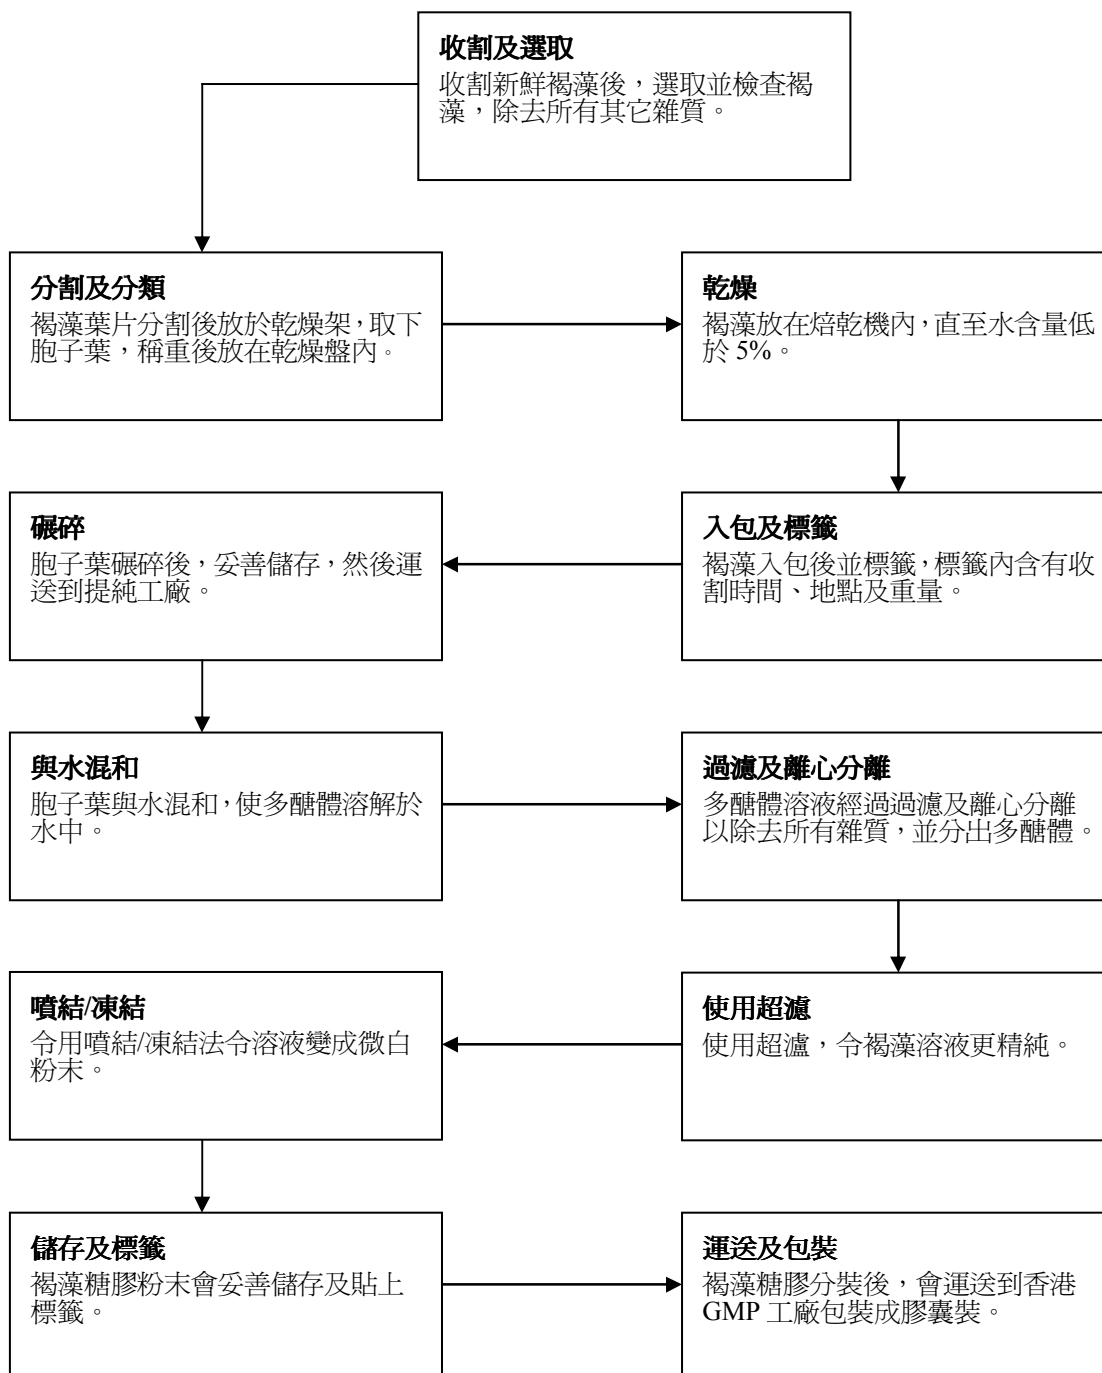 收割及選取
收割新鮮褐藻後，選取並檢查褐
藻，除去所有其它雜質。
分割及分類
褐藻葉片分割後放於乾燥架，取下
胞子葉，稱重後放在乾燥盤內。
乾燥
褐藻放在焙乾機內，直至水含量低
於 5%。
入包及標籤
褐藻入包後並標籤，標籤內含有收
割時間、地點及重量。
碾碎
胞子葉碾碎後，妥善儲存，然後運
送到提純工廠。
與水混和
胞子葉與水混和，使多醣體溶解於
水中。
過濾及離心分離
多醣體溶液經過過濾及離心分離
以除去所有雜質，並分出多醣體。
使用超濾
使用超瀘，令褐藻溶液更精純。
噴結/凍結
令用噴結/凍結法令溶液變成微白
粉末。
儲存及標籤
褐藻糖膠粉末會妥善儲存及貼上
標籤。
運送及包裝
褐藻糖膠分裝後，會運送到香港
GMP 工廠包裝成膠囊裝。